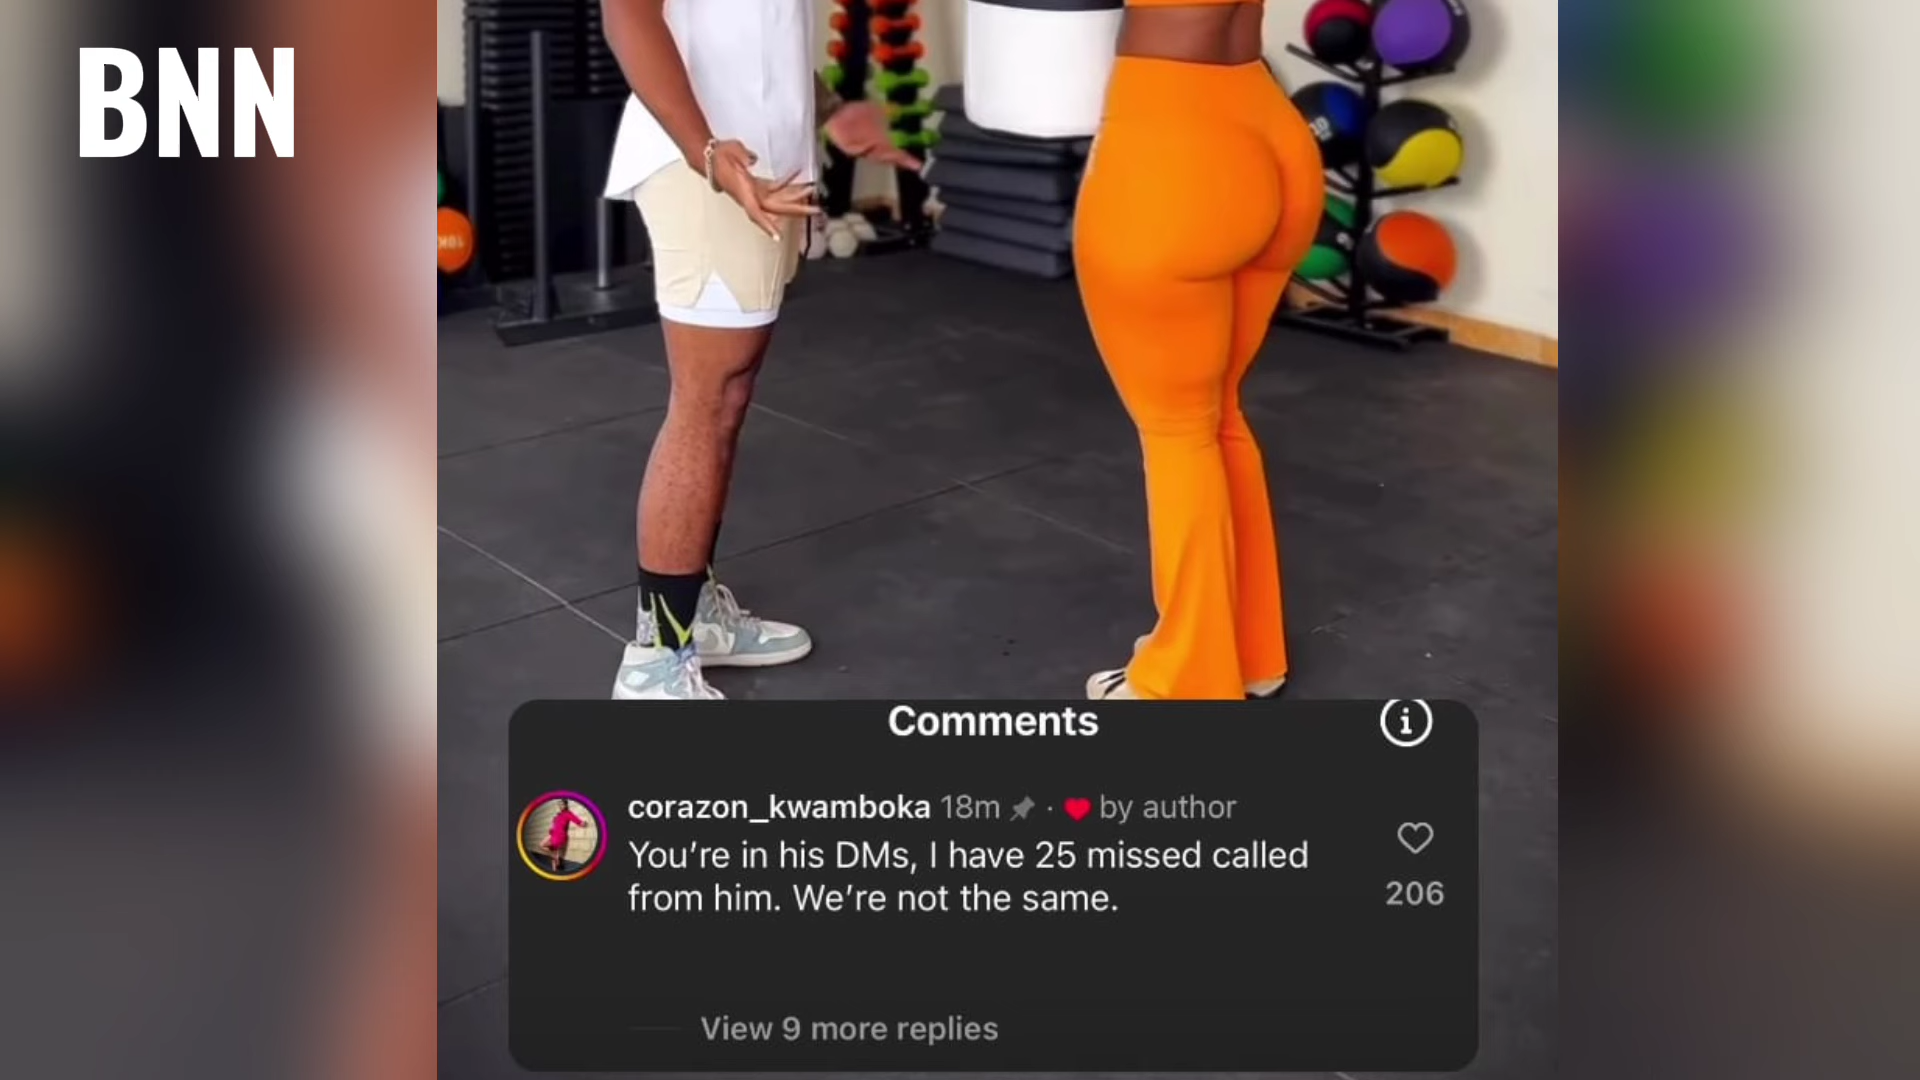 BNN
Comments
corazon_kwamboka 18m · by author
You're in his DMs, I have 25 missed called
from him. We're not the same.
206
View 9 more replies